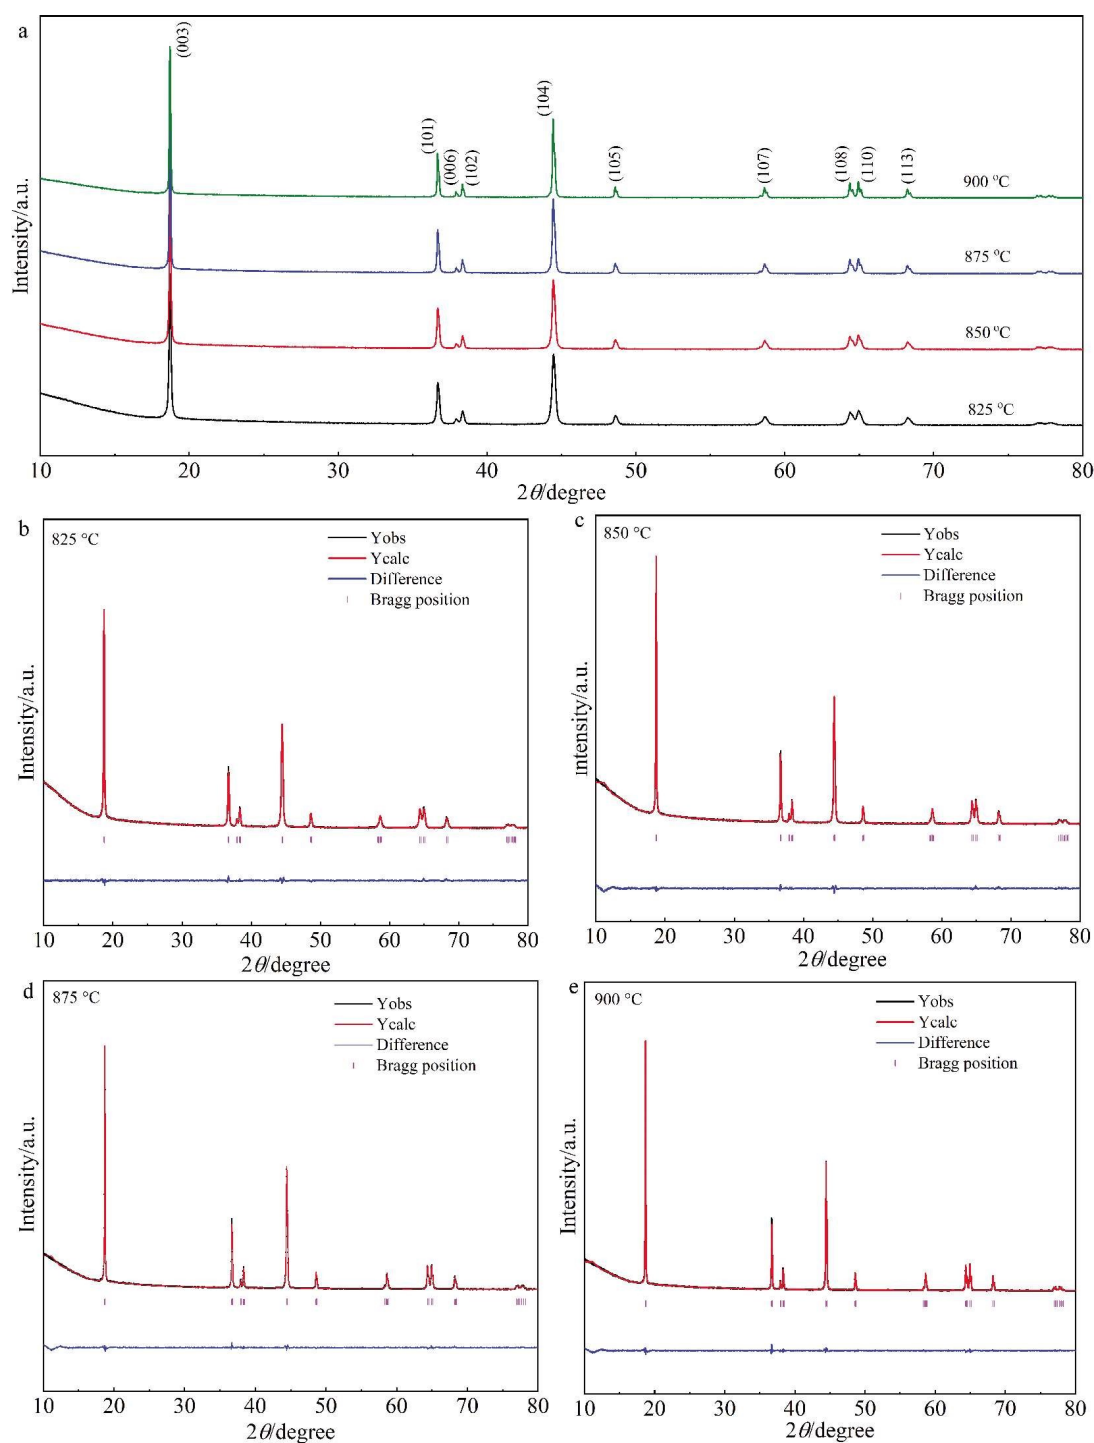 a
(003)
(101)
(006)
(102)
(104)
(105)
(107)
(108)
(110)
(113)
900 °C
875 °C
850 °C
825 °C
Intensity/a.u.
10 20 30 40 50 60 70 80
2θ/degree
b
825 °C
Yobs
Ycalc
Difference
Bragg position
Intensity/a.u.
10 20 30 40 50 60 70 80
2θ/degree
c
850 °C
Yobs
Ycalc
Difference
Bragg position
Intensity/a.u.
10 20 30 40 50 60 70 80
2θ/degree
d
875 °C
Yobs
Ycalc
Difference
Bragg position
Intensity/a.u.
10 20 30 40 50 60 70 80
2θ/degree
e
900 °C
Yobs
Ycalc
Difference
Bragg position
Intensity/a.u.
10 20 30 40 50 60 70 80
2θ/degree